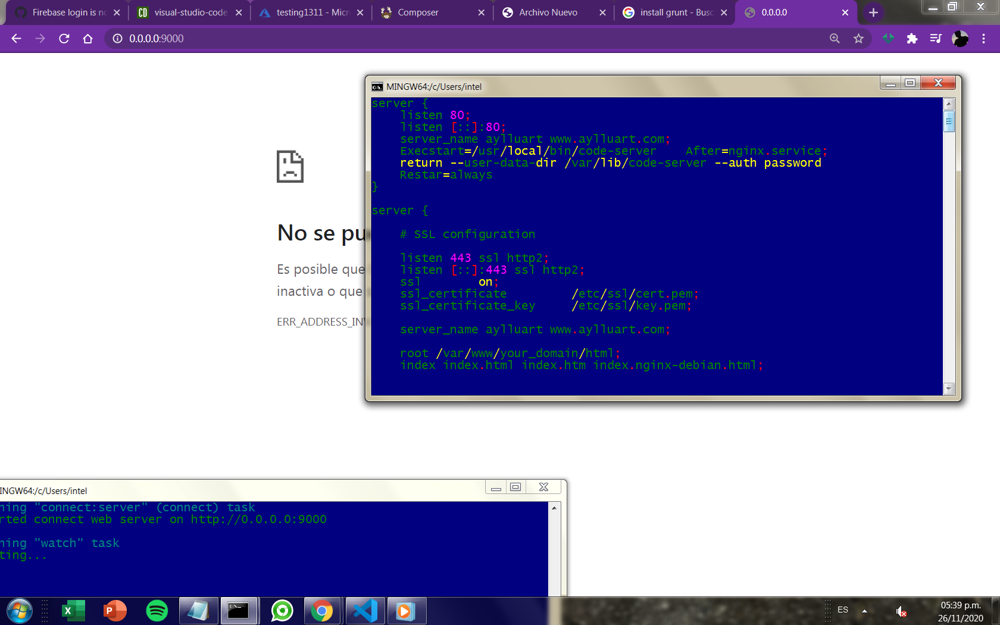 Firebase login is no
visual-studio-code
testing1311 - Micr
Composer
Archivo Nuevo
install grunt - Busc
0.0.0.0
0.0.0.0:9000
No se pu
Es posible que
inactiva o que
ERR_ADDRESS_INV
MINGW64:/c/Users/intel
server {
    listen 80;
    listen [::]:80;
    server_name aylluart www.aylluart.com;
    Execstart=/usr/local/bin/code-server    After=nginx.service;
    return --user-data-dir /var/lib/code-server --auth password
    Restar=always
}
server {
    # SSL configuration
    listen 443 ssl http2;
    listen [::]:443 ssl http2;
    ssl        on;
    ssl_certificate         /etc/ssl/cert.pem;
    ssl_certificate_key     /etc/ssl/key.pem;
    server_name aylluart www.aylluart.com;
    root /var/www/your_domain/html;
    index index.html index.htm index.nginx-debian.html;
INGW64:/c/Users/intel
ning "connect:server" (connect) task
rted connect web server on http://0.0.0.0:9000
ning "watch" task
ting...
ES
05:39 p.m.
26/11/2020